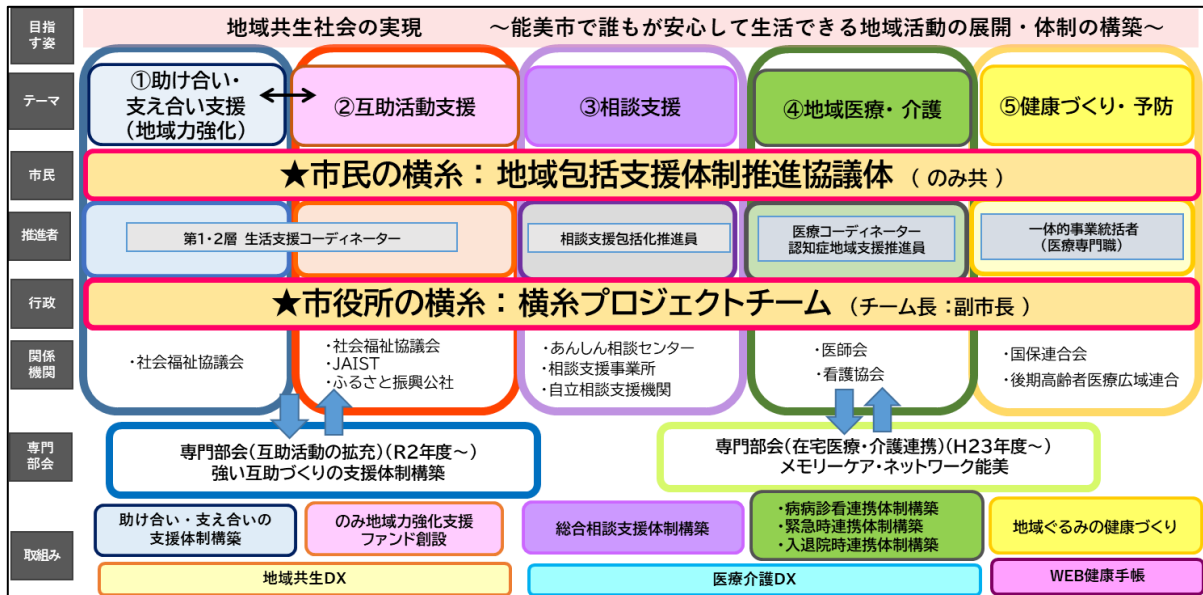 目指
す姿
地域共生社会の実現　　～能美市で誰もが安心して生活できる地域活動の展開・体制の構築～
テーマ
①助け合い・
支え合い支援
(地域力強化)
②互助活動支援
③相談支援
④地域医療・介護
⑤健康づくり・予防
市民
★市民の横糸：地域包括支援体制推進協議体 （ のみ共 ）
推進者
第1・2層 生活支援コーディネーター
相談支援包括化推進員
医療コーディネーター
認知症地域支援推進員
一体的事業統括者
(医療専門職)
行政
★市役所の横糸：横糸プロジェクトチーム （チーム長：副市長 ）
関係
機関
・社会福祉協議会
・社会福祉協議会
・JAIST
・ふるさと振興公社
・あんしん相談センター
・相談支援事業所
・自立相談支援機関
・医師会
・看護協会
・国保連合会
・後期高齢者医療広域連合
専門
部会
専門部会(互助活動の拡充)(R2年度～)
強い互助づくりの支援体制構築
専門部会(在宅医療・介護連携)(H23年度～)
メモリーケア・ネットワーク能美
取組み
助け合い・支え合いの
支援体制構築
のみ地域力強化支援
ファンド創設
総合相談支援体制構築
・病病診看連携体制構築
・緊急時連携体制構築
・入退院時連携体制構築
地域ぐるみの健康づくり
地域共生DX
医療介護DX
WEB健康手帳